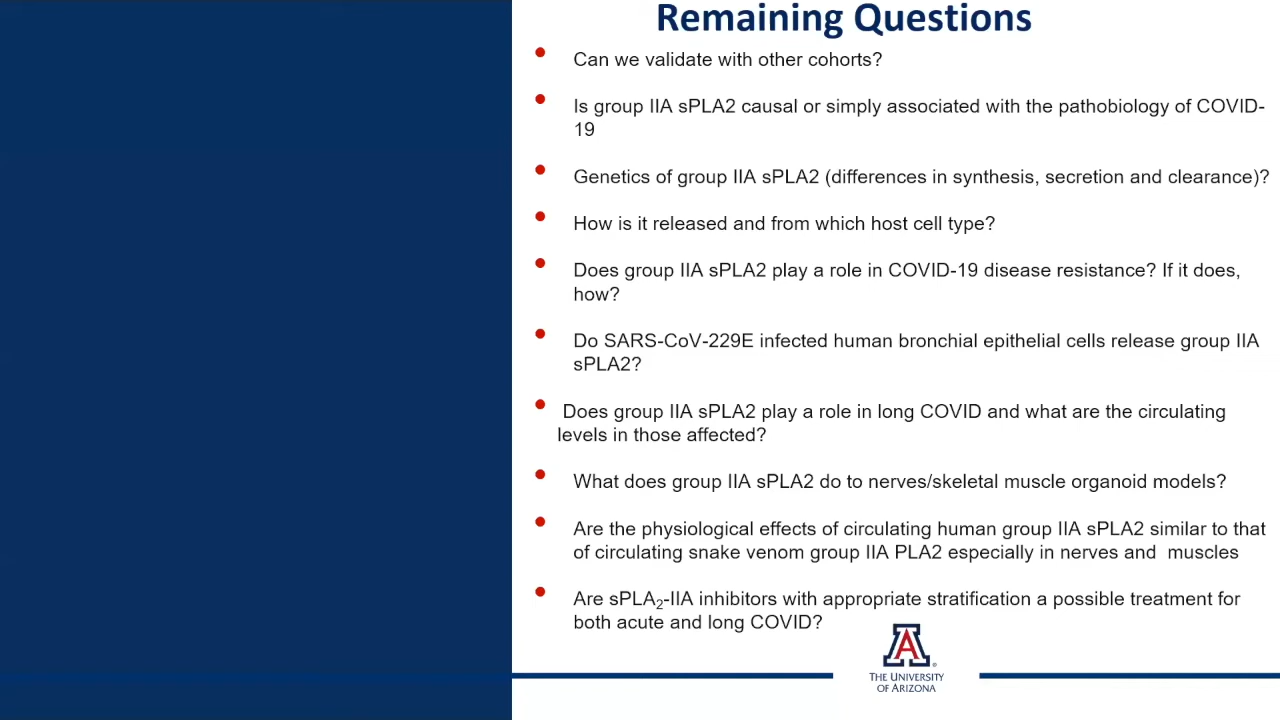 Remaining Questions
Can we validate with other cohorts?
Is group IIA sPLA2 causal or simply associated with the pathobiology of COVID-
19
Genetics of group IIA sPLA2 (differences in synthesis, secretion and clearance)?
How is it released and from which host cell type?
Does group IIA sPLA2 play a role in COVID-19 disease resistance? If it does,
how?
Do SARS-CoV-229E infected human bronchial epithelial cells release group IIA
sPLA2?
Does group IIA sPLA2 play a role in long COVID and what are the circulating
levels in those affected?
What does group IIA sPLA2 do to nerves/skeletal muscle organoid models?
Are the physiological effects of circulating human group IIA sPLA2 similar to that
of circulating snake venom group IIA PLA2 especially in nerves and muscles
Are sPLA₂-IIA inhibitors with appropriate stratification a possible treatment for
both acute and long COVID?
A
THE UNIVERSITY
OF ARIZONA